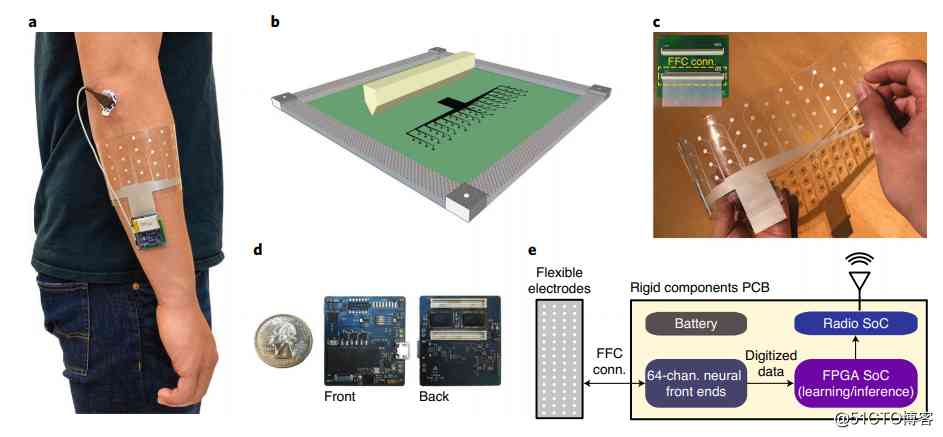 a
b
c
FFC conn.
d
Front
Back
e
Flexible
electrodes
Rigid components PCB
Battery
Radio SoC
FFC
conn.
Digitized
data
64-chan. neural
front ends
FPGA SoC
(learning/inference)
@51CTO博客